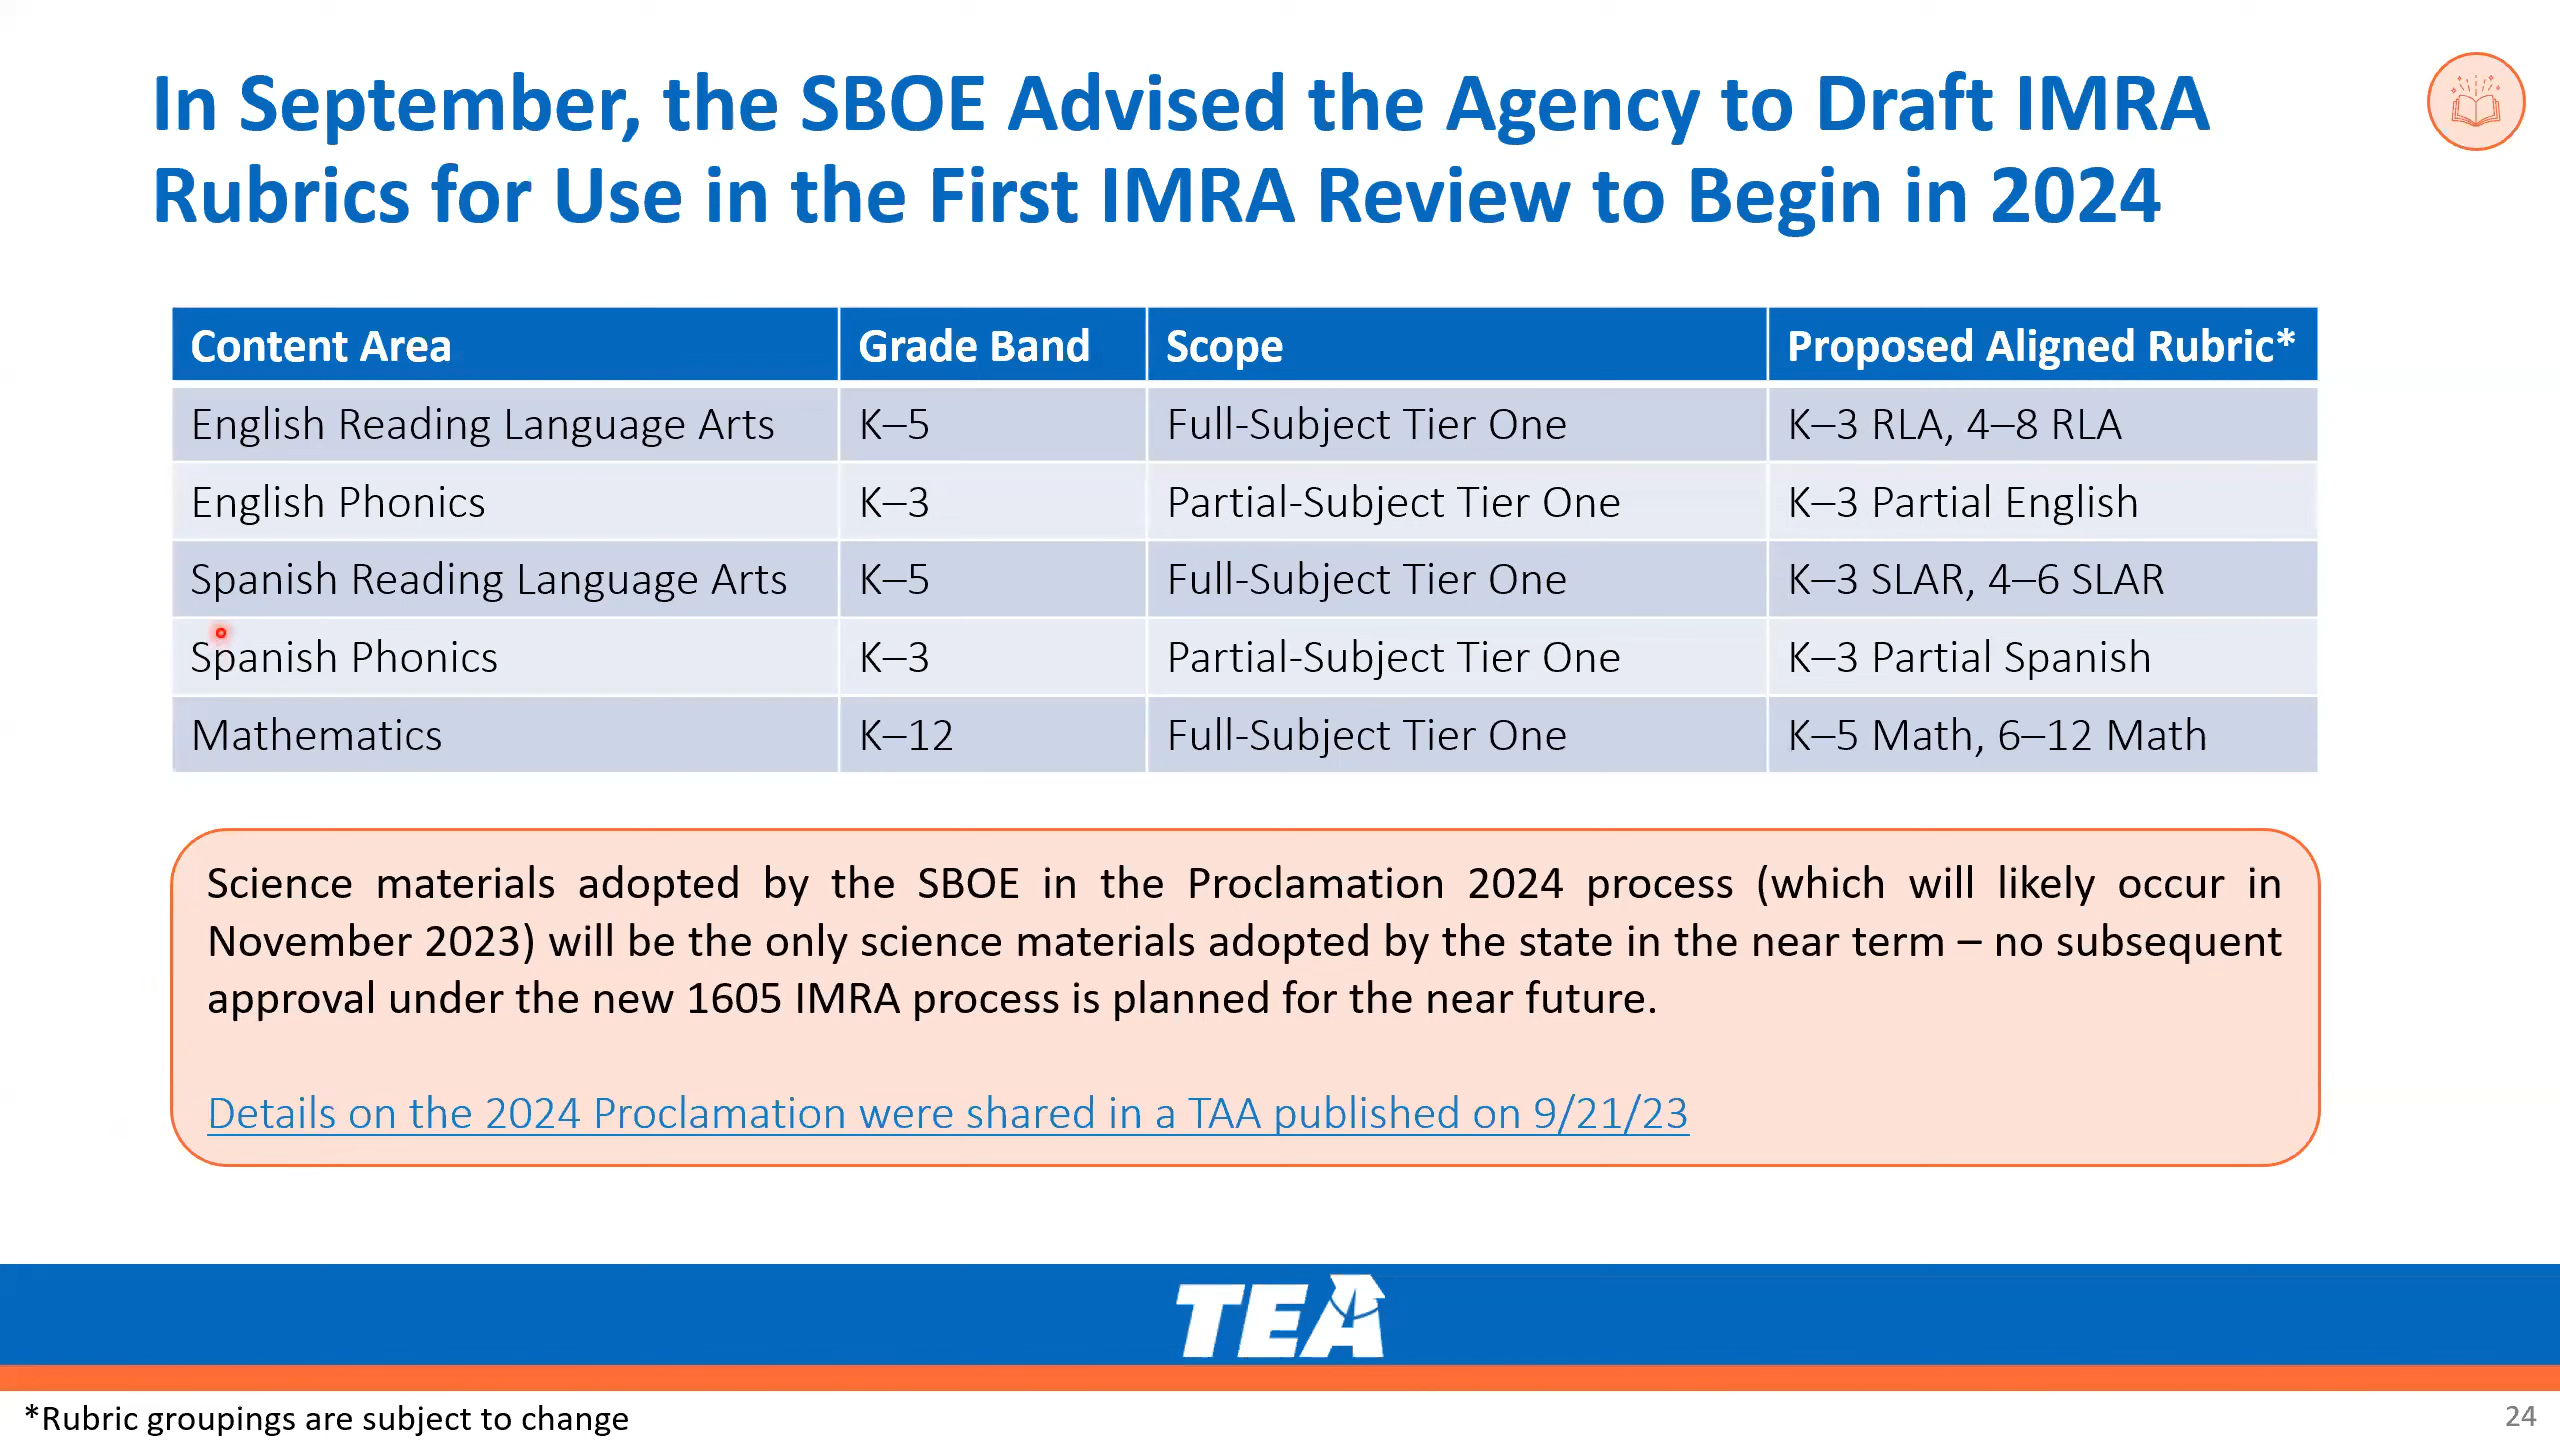 In September, the SBOE Advised the Agency to Draft IMRA
Rubrics for Use in the First IMRA Review to Begin in 2024
Content Area Grade Band Scope Proposed Aligned Rubric*
English Reading Language Arts K–5 Full-Subject Tier One K–3 RLA, 4–8 RLA
English Phonics K–3 Partial-Subject Tier One K–3 Partial English
Spanish Reading Language Arts K–5 Full-Subject Tier One K–3 SLAR, 4–6 SLAR
Spanish Phonics K–3 Partial-Subject Tier One K–3 Partial Spanish
Mathematics K–12 Full-Subject Tier One K–5 Math, 6–12 Math
Science materials adopted by the SBOE in the Proclamation 2024 process (which will likely occur in
November 2023) will be the only science materials adopted by the state in the near term – no subsequent
approval under the new 1605 IMRA process is planned for the near future.
Details on the 2024 Proclamation were shared in a TAA published on 9/21/23
TEA
*Rubric groupings are subject to change
24